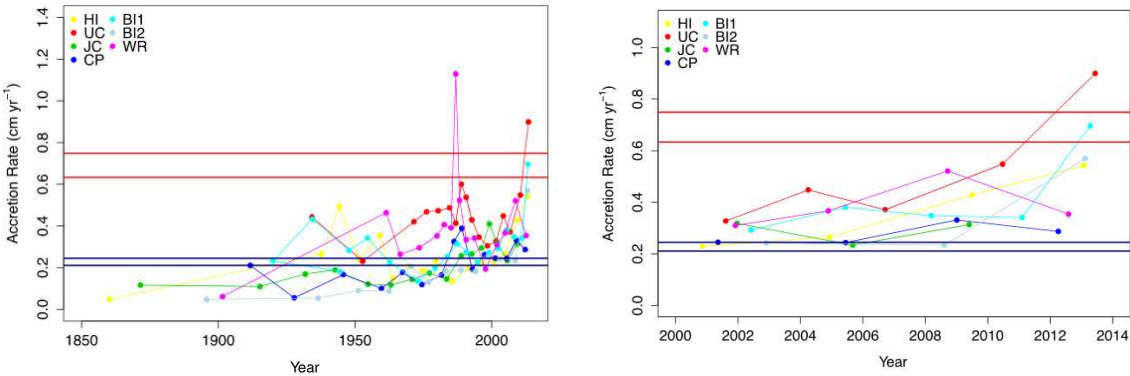 HI BI1
UC BI2
JC WR
CP
Accretion Rate (cm yr⁻¹)
1.4
1.2
1.0
0.8
0.6
0.4
0.2
0.0
1850 1900 1950 2000
Year
HI BI1
UC BI2
JC WR
CP
Accretion Rate (cm yr⁻¹)
1.0
0.8
0.6
0.4
0.2
0.0
2000 2002 2004 2006 2008 2010 2012 2014
Year